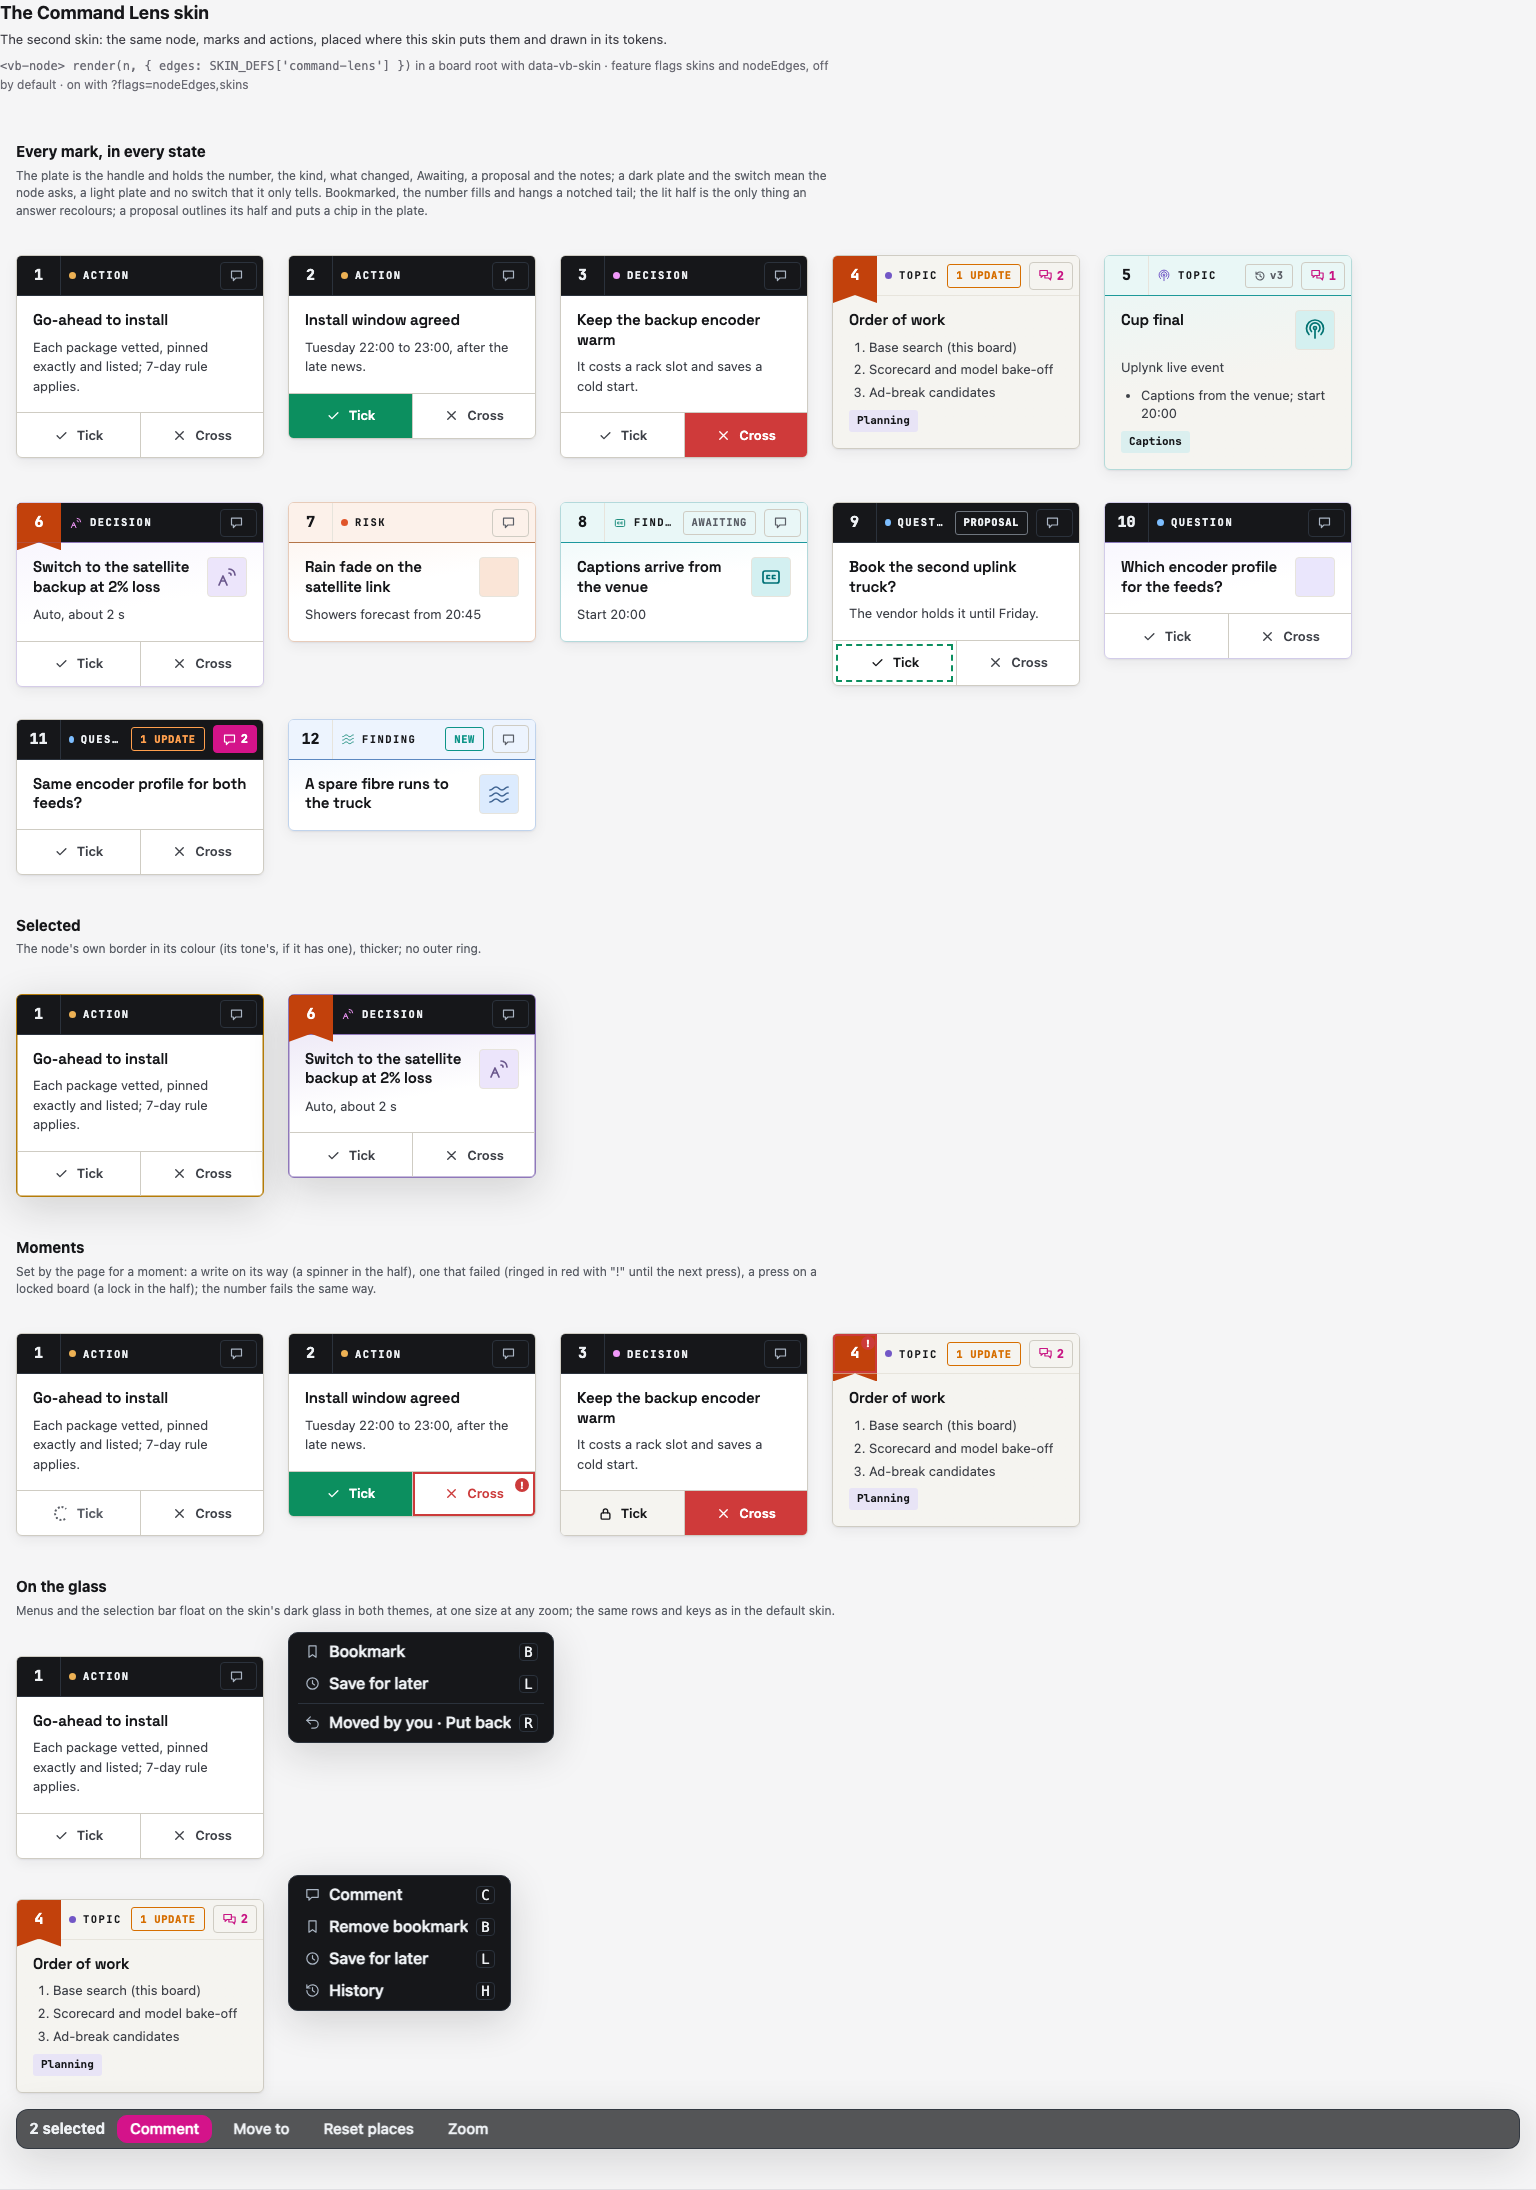 The Command Lens skin
The second skin: the same node, marks and actions, placed where this skin puts them and drawn in its tokens.
<vb-node> render(n, { edges: SKIN_DEFS['command-lens'] }) in a board root with data-vb-skin · feature flags skins and nodeEdges, off
by default · on with ?flags=nodeEdges,skins
Every mark, in every state
The plate is the handle and holds the number, the kind, what changed, Awaiting, a proposal and the notes; a dark plate and the switch mean the
node asks, a light plate and no switch that it only tells. Bookmarked, the number fills and hangs a notched tail; the lit half is the only thing an
answer recolours; a proposal outlines its half and puts a chip in the plate.
1 ACTION
Go-ahead to install
Each package vetted, pinned
exactly and listed; 7-day rule
applies.
Tick Cross
2 ACTION
Install window agreed
Tuesday 22:00 to 23:00, after the
late news.
Tick Cross
3 DECISION
Keep the backup encoder
warm
It costs a rack slot and saves a
cold start.
Tick Cross
4 TOPIC 1 UPDATE 2
Order of work
1. Base search (this board)
2. Scorecard and model bake-off
3. Ad-break candidates
Planning
5 TOPIC v3 1
Cup final
Uplynk live event
• Captions from the venue; start
20:00
Captions
6 DECISION
Switch to the satellite
backup at 2% loss
Auto, about 2 s
Tick Cross
7 RISK
Rain fade on the
satellite link
Showers forecast from 20:45
8 FIND… AWAITING
Captions arrive from
the venue
Start 20:00
9 QUEST… PROPOSAL
Book the second uplink
truck?
The vendor holds it until Friday.
Tick Cross
10 QUESTION
Which encoder profile
for the feeds?
Tick Cross
11 QUES… 1 UPDATE 2
Same encoder profile for both
feeds?
Tick Cross
12 FINDING NEW
A spare fibre runs to
the truck
Selected
The node's own border in its colour (its tone's, if it has one), thicker; no outer ring.
1 ACTION
Go-ahead to install
Each package vetted, pinned
exactly and listed; 7-day rule
applies.
Tick Cross
6 DECISION
Switch to the satellite
backup at 2% loss
Auto, about 2 s
Tick Cross
Moments
Set by the page for a moment: a write on its way (a spinner in the half), one that failed (ringed in red with "!" until the next press), a press on a
locked board (a lock in the half); the number fails the same way.
1 ACTION
Go-ahead to install
Each package vetted, pinned
exactly and listed; 7-day rule
applies.
Tick Cross
2 ACTION
Install window agreed
Tuesday 22:00 to 23:00, after the
late news.
Tick Cross !
3 DECISION
Keep the backup encoder
warm
It costs a rack slot and saves a
cold start.
Tick Cross
4 ! TOPIC 1 UPDATE 2
Order of work
1. Base search (this board)
2. Scorecard and model bake-off
3. Ad-break candidates
Planning
On the glass
Menus and the selection bar float on the skin's dark glass in both themes, at one size at any zoom; the same rows and keys as in the default skin.
1 ACTION
Go-ahead to install
Each package vetted, pinned
exactly and listed; 7-day rule
applies.
Tick Cross
Bookmark B
Save for later L
Moved by you · Put back R
4 TOPIC 1 UPDATE 2
Order of work
1. Base search (this board)
2. Scorecard and model bake-off
3. Ad-break candidates
Planning
Comment C
Remove bookmark B
Save for later L
History H
2 selected Comment Move to Reset places Zoom